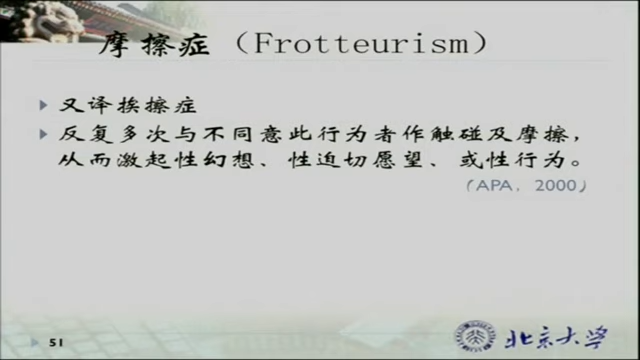 摩擦症（Frotteurism）
又译挨擦症
反复多次与不同意此行为者作触碰及摩擦，
从而激起性幻想、性迫切愿望、或性行为。
（APA，2000）
51
北京大学